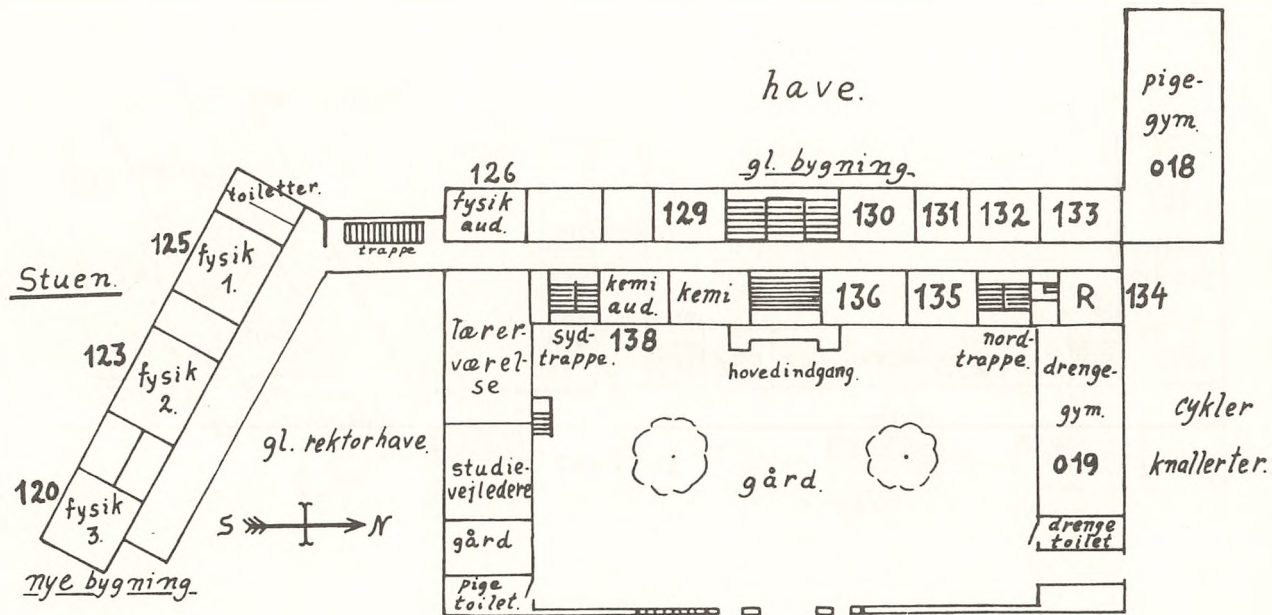 have.
pige-
gym.
018
gl. bygning
126
fysik
aud.
129
130
131
132
133
toiletter.
trappe
125
fysik
1.
Stuen.
123
fysik
2.
120
fysik
3.
nye bygning
gl. rektorhave.
S N
Lærer-
værel-
se
studie-
vejledere
gård
pige
toilet.
kemi
aud.
kemi
136
135
R
134
syd-
trappe.
138
hovedindgang.
nord-
trappe.
drenge-
gym.
019
drenge
toilet
gård.
cykler
knallerter.